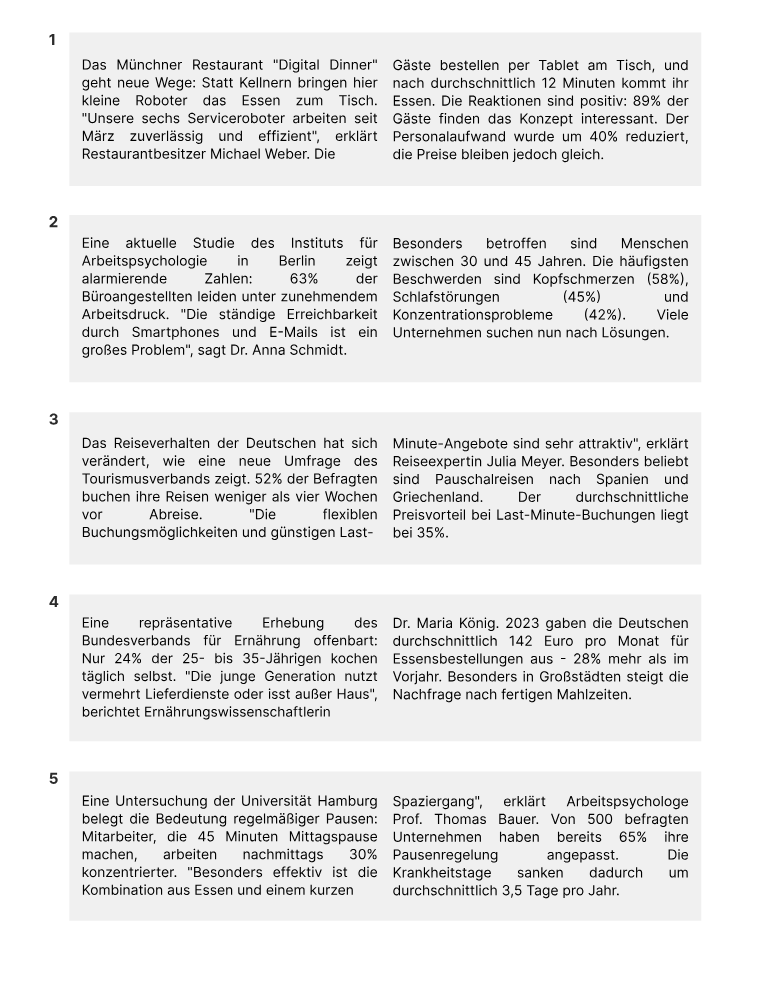 1
Das Münchner Restaurant "Digital Dinner"
geht neue Wege: Statt Kellnern bringen hier
kleine Roboter das Essen zum Tisch.
"Unsere sechs Serviceroboter arbeiten seit
März zuverlässig und effizient", erklärt
Restaurantbesitzer Michael Weber. Die
Gäste bestellen per Tablet am Tisch, und
nach durchschnittlich 12 Minuten kommt ihr
Essen. Die Reaktionen sind positiv: 89% der
Gäste finden das Konzept interessant. Der
Personalaufwand wurde um 40% reduziert,
die Preise bleiben jedoch gleich.
2
Eine aktuelle Studie des Instituts für
Arbeitspsychologie in Berlin zeigt
alarmierende Zahlen: 63% der
Büroangestellten leiden unter zunehmendem
Arbeitsdruck. "Die ständige Erreichbarkeit
durch Smartphones und E-Mails ist ein
großes Problem", sagt Dr. Anna Schmidt.
Besonders betroffen sind Menschen
zwischen 30 und 45 Jahren. Die häufigsten
Beschwerden sind Kopfschmerzen (58%),
Schlafstörungen (45%) und
Konzentrationsprobleme (42%). Viele
Unternehmen suchen nun nach Lösungen.
3
Das Reiseverhalten der Deutschen hat sich
verändert, wie eine neue Umfrage des
Tourismusverbands zeigt. 52% der Befragten
buchen ihre Reisen weniger als vier Wochen
vor Abreise. "Die flexiblen
Buchungsmöglichkeiten und günstigen Last-
Minute-Angebote sind sehr attraktiv", erklärt
Reiseexpertin Julia Meyer. Besonders beliebt
sind Pauschalreisen nach Spanien und
Griechenland. Der durchschnittliche
Preisvorteil bei Last-Minute-Buchungen liegt
bei 35%.
4
Eine repräsentative Erhebung des
Bundesverbands für Ernährung offenbart:
Nur 24% der 25- bis 35-Jährigen kochen
täglich selbst. "Die junge Generation nutzt
vermehrt Lieferdienste oder isst außer Haus",
berichtet Ernährungswissenschaftlerin
Dr. Maria König. 2023 gaben die Deutschen
durchschnittlich 142 Euro pro Monat für
Essensbestellungen aus - 28% mehr als im
Vorjahr. Besonders in Großstädten steigt die
Nachfrage nach fertigen Mahlzeiten.
5
Eine Untersuchung der Universität Hamburg
belegt die Bedeutung regelmäßiger Pausen:
Mitarbeiter, die 45 Minuten Mittagspause
machen, arbeiten nachmittags 30%
konzentrierter. "Besonders effektiv ist die
Kombination aus Essen und einem kurzen
Spaziergang", erklärt Arbeitspsychologe
Prof. Thomas Bauer. Von 500 befragten
Unternehmen haben bereits 65% ihre
Pausenregelung angepasst. Die
Krankheitstage sanken dadurch um
durchschnittlich 3,5 Tage pro Jahr.